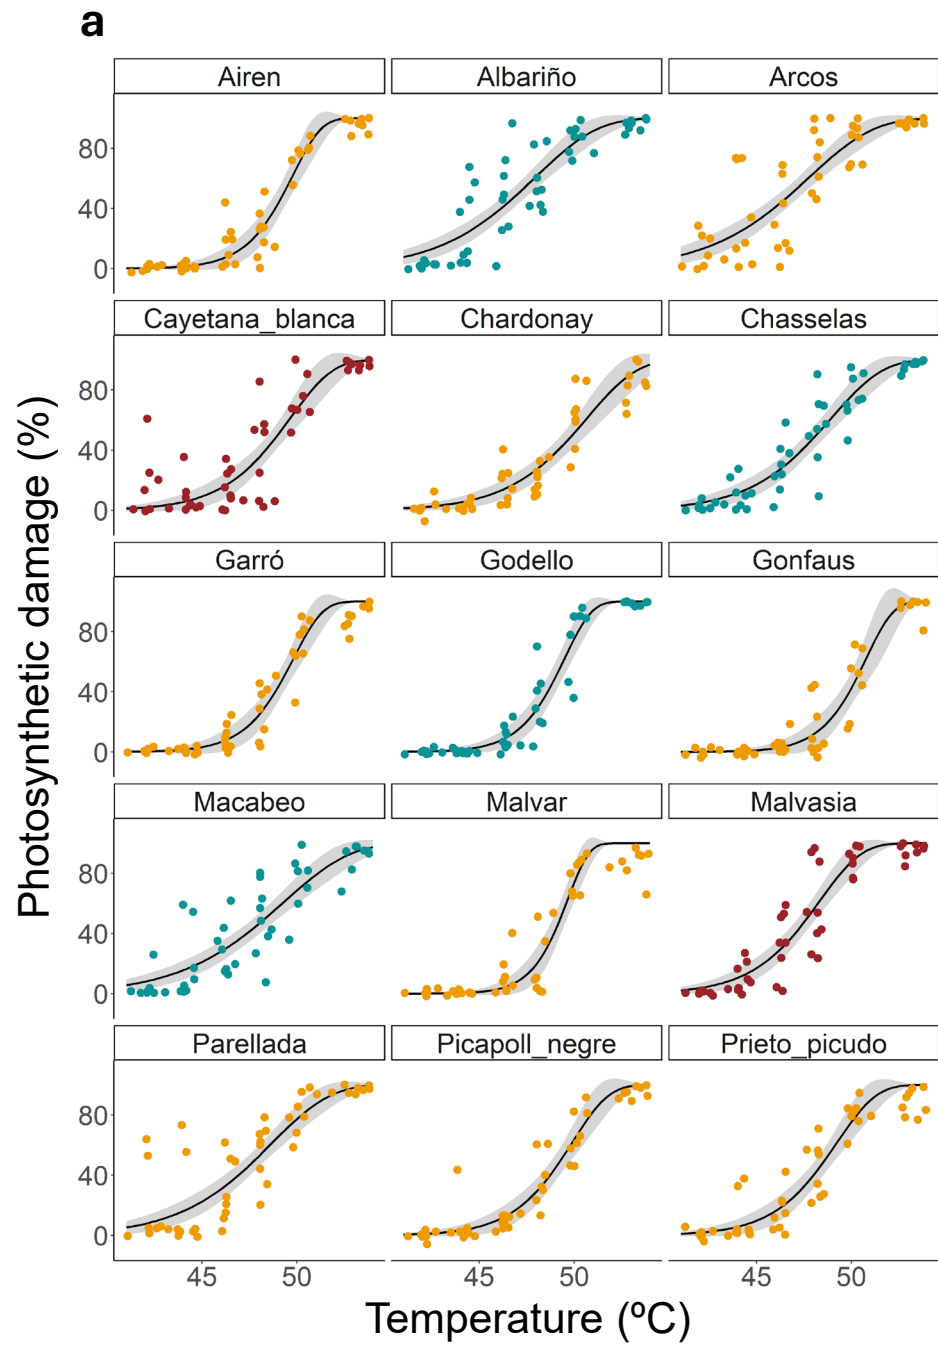 a
Airen Albariño Arcos
80
40
0
Cayetana_blanca Chardonay Chasselas
80
40
0
Garró Godello Gonfaus
80
40
0
Macabeo Malvar Malvasia
80
40
0
Parellada Picapoll_negre Prieto_picudo
80
40
0
45 50 45 50 45 50
Temperature (ºC)
Photosynthetic damage (%)